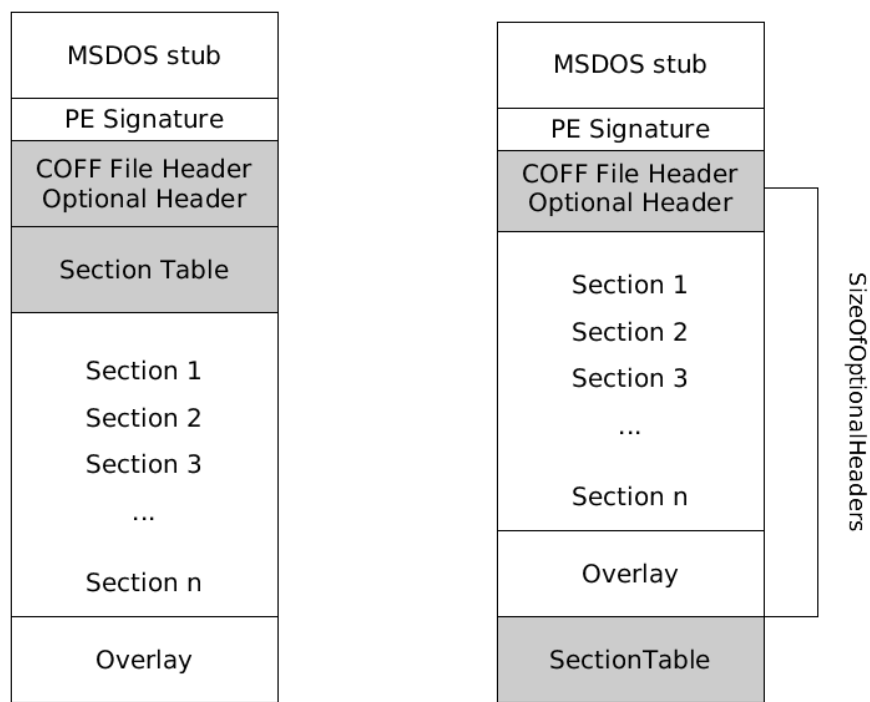 MSDOS stub
PE Signature
COFF File Header
Optional Header
Section Table
Section 1
Section 2
Section 3
...
Section n
Overlay
MSDOS stub
PE Signature
COFF File Header
Optional Header
Section 1
Section 2
Section 3
...
Section n
Overlay
SectionTable
SizeOfOptionalHeaders